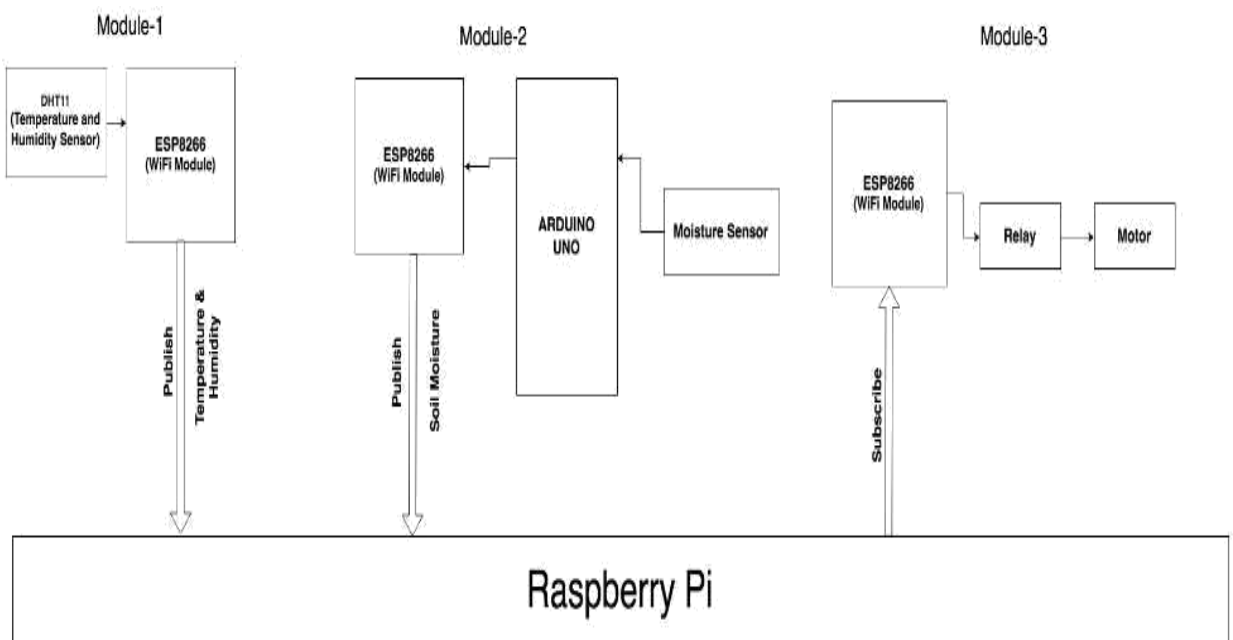 Module-1
DHT11
(Temperature and
Humidity Sensor)
ESP8266
(WiFi Module)
Publish
Temperature &
Humidity
Module-2
ESP8266
(WiFi Module)
ARDUINO
UNO
Moisture Sensor
Publish
Soil Moisture
Module-3
ESP8266
(WiFi Module)
Relay
Motor
Subscribe
Raspberry Pi